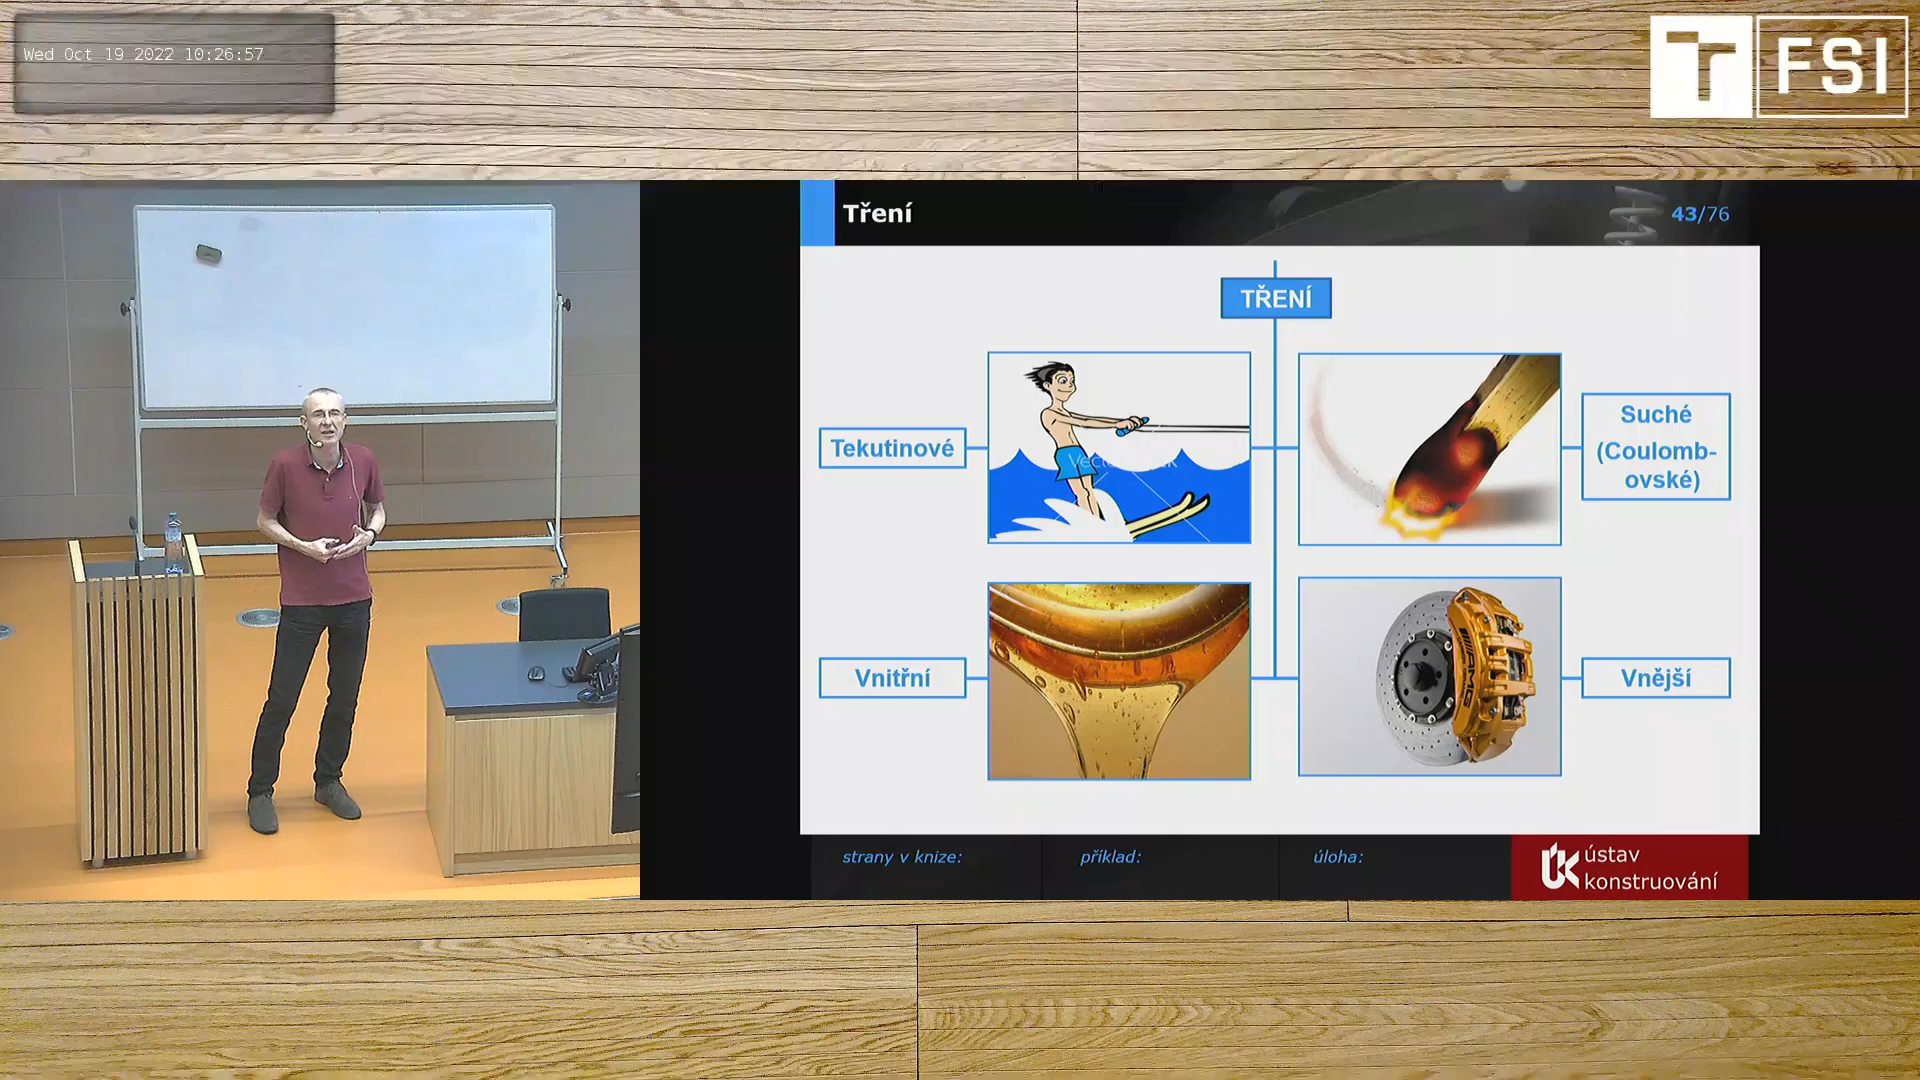 Wed Oct 19 2022 10:26:57
T FSI
Tření
43/76
TŘENÍ
Tekutinové
Suché
(Coulomb-
ovské)
Vnitřní
Vnější
AMG
strany v knize:
příklad:
úloha:
ústav
konstruování